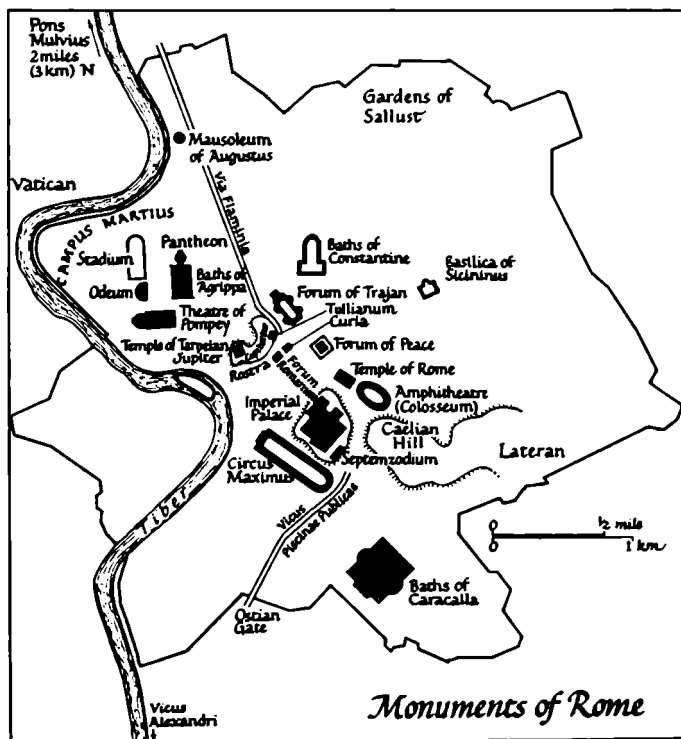 Pons
Mulvius
2 miles
(3 km) N
Gardens of
Sallust
Mausoleum
of Augustus
Vatican
Via Flaminia
CAMPUS MARTIUS
Stadium
Pantheon
Baths of
Constantine
Basilica of
Sicininus
Odeum
Baths of
Agrippa
Forum of Trajan
Theatre of
Pompey
Tullianum
Curia
Temple of Tarpeian
Jupiter
Forum of Peace
Rostra
Forum
Romanum
Temple of Rome
Imperial
Palace
Amphitheatre
(Colosseum)
Caelian
Hill
Lateran
Circus
Maximus
Septemzodium
Tiber
Vicus
Piscinae Publicae
0
1/2 mile
0
1 km
Baths of
Caracalla
Ostian
Gate
Vicus
Alexandri
Monuments of Rome